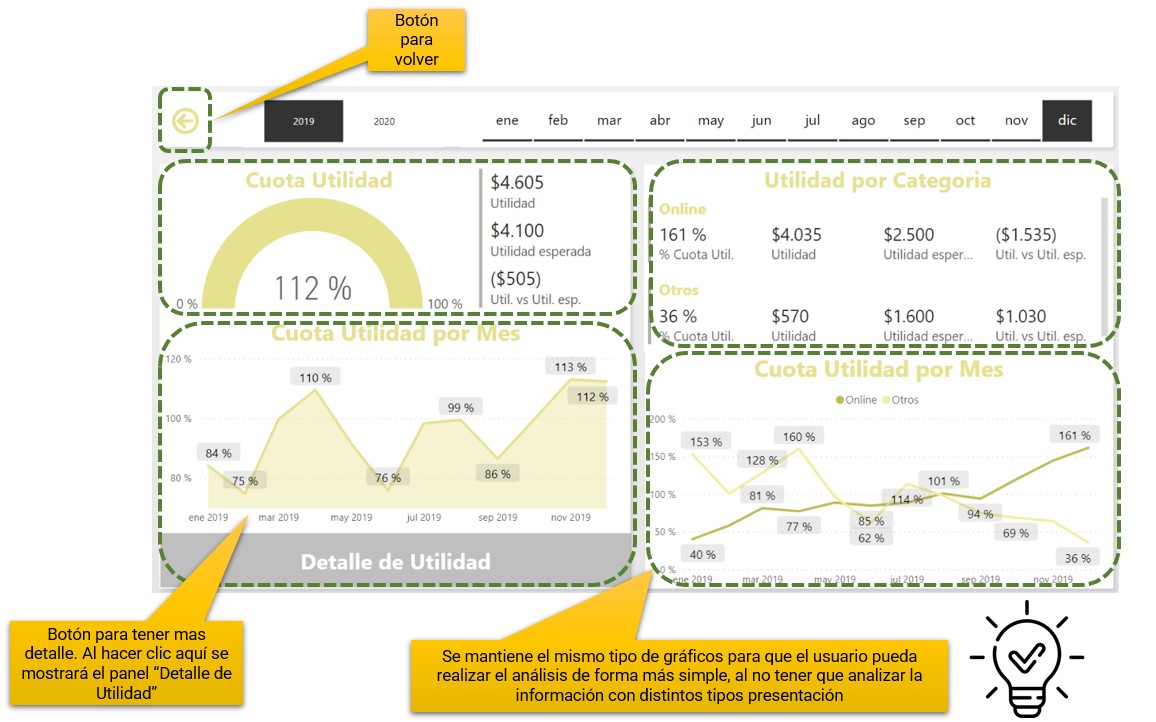 Botón
para
volver
2019
2020
ene feb mar abr may jun jul ago sep oct nov dic
Cuota Utilidad
112 %
0 %
100 %
$4.605
Utilidad
$4.100
Utilidad esperada
($505)
Util. vs Util. esp.
Utilidad por Categoria
Online
161 % $4.035 $2.500 ($1.535)
% Cuota Util. Utilidad Utilidad esper... Util. vs Util. esp.
Otros
36 % $570 $1.600 $1.030
% Cuota Util. Utilidad Utilidad esper... Util. vs Util. esp.
Cuota Utilidad por Mes
120 %
100 %
80 %
84 %
75 %
110 %
76 %
99 %
86 %
113 %
112 %
ene 2019 mar 2019 may 2019 jul 2019 sep 2019 nov 2019
Detalle de Utilidad
Cuota Utilidad por Mes
Online Otros
200 %
150 %
100 %
50 %
0 %
153 %
128 %
160 %
161 %
81 %
77 %
114 %
101 %
85 %
62 %
94 %
69 %
40 %
36 %
ene 2019 mar 2019 may 2019 jul 2019 sep 2019 nov 2019
Botón para tener mas
detalle. Al hacer clic aquí se
mostrará el panel “Detalle de
Utilidad”
Se mantiene el mismo tipo de gráficos para que el usuario pueda
realizar el análisis de forma más simple, al no tener que analizar la
información con distintos tipos presentación